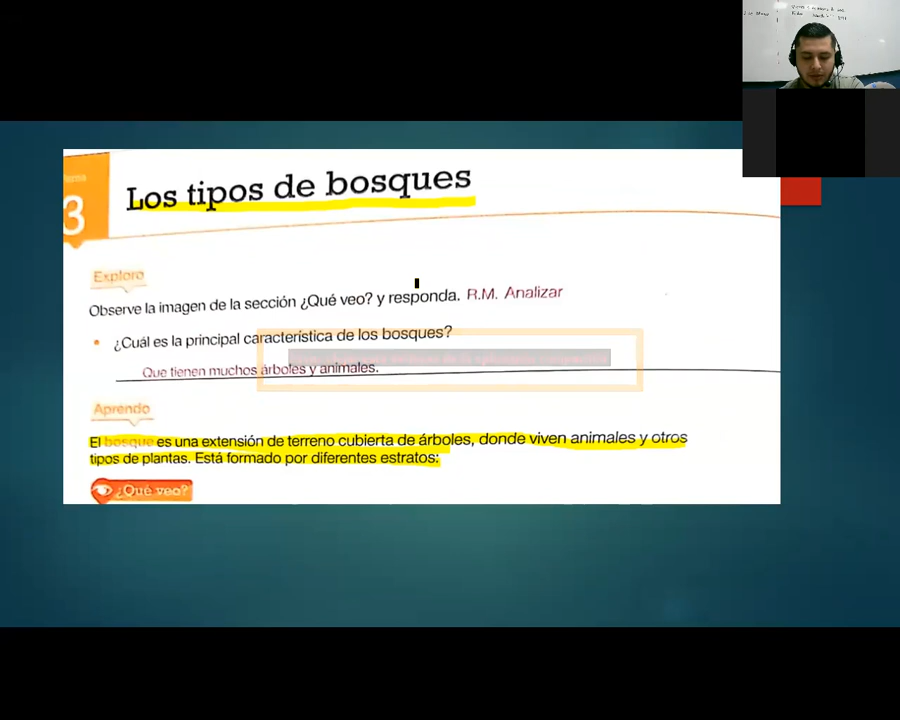 Tema
3
Los tipos de bosques
Exploro
Observe la imagen de la sección ¿Qué veo? y responda. R.M. Analizar
• ¿Cuál es la principal característica de los bosques?
Que tienen muchos árboles y animales.
Aprendo
El bosque es una extensión de terreno cubierta de árboles, donde viven animales y otros
tipos de plantas. Está formado por diferentes estratos:
¿Qué veo?